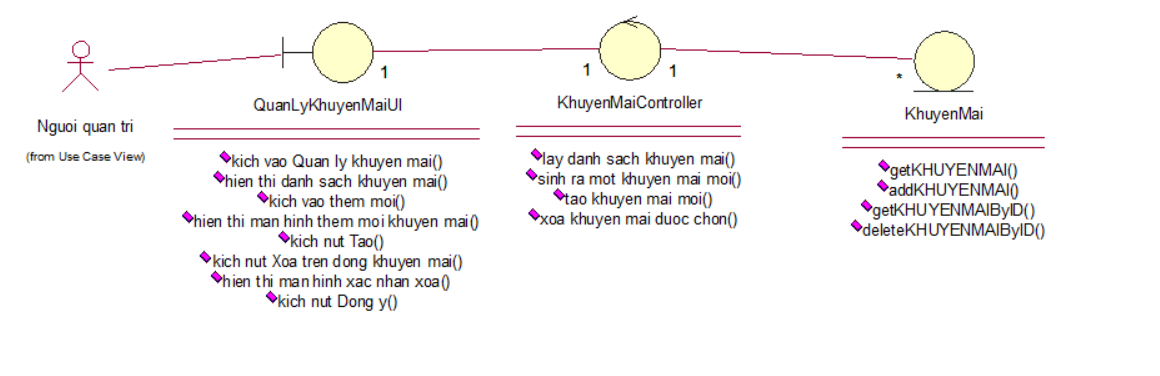 1
1
1
*
QuanLyKhuyenMaiUI
KhuyenMaiController
KhuyenMai
Nguoi quan tri
(from Use Case View)
kich vao Quan ly khuyen mai()
hien thi danh sach khuyen mai()
kich vao them moi()
hien thi man hinh them moi khuyen mai()
kich nut Tao()
kich nut Xoa tren dong khuyen mai()
hien thi man hinh xac nhan xoa()
kich nut Dong y()
lay danh sach khuyen mai()
sinh ra mot khuyen mai moi()
tao khuyen mai moi()
xoa khuyen mai duoc chon()
getKHUYENMAI()
addKHUYENMAI()
getKHUYENMAIByID()
deleteKHUYENMAIByID()